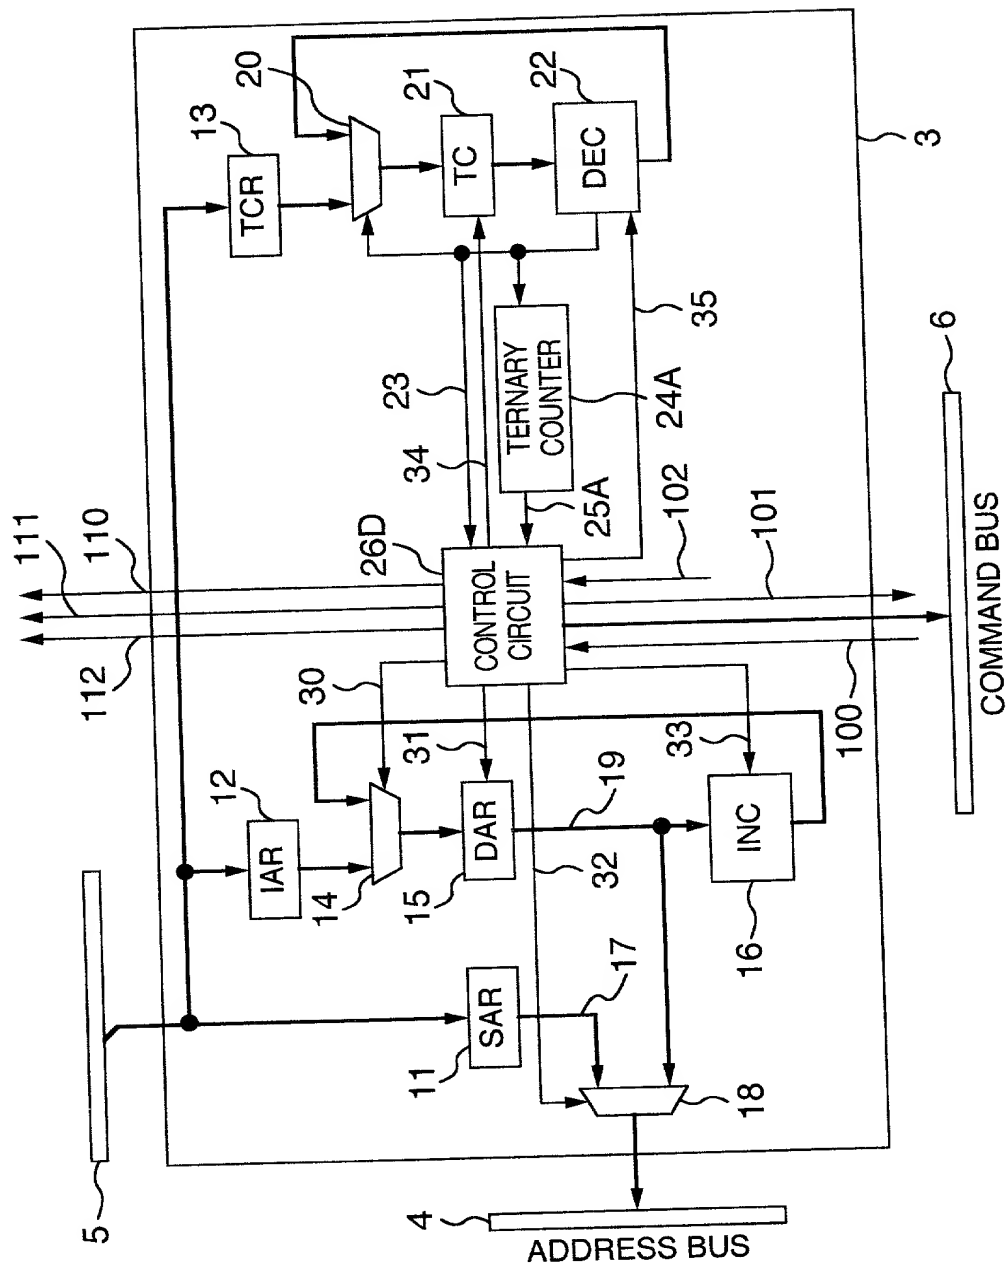 3
20
21
22
13
TCR
TC
DEC
35
6
23
34
TERNARY
COUNTER
24A
25A
102
101
110
111
112
26D
CONTROL
CIRCUIT
30
31
32
33
100
COMMAND BUS
12
IAR
14
15
DAR
19
INC
16
SAR
11
17
18
5
4
ADDRESS BUS